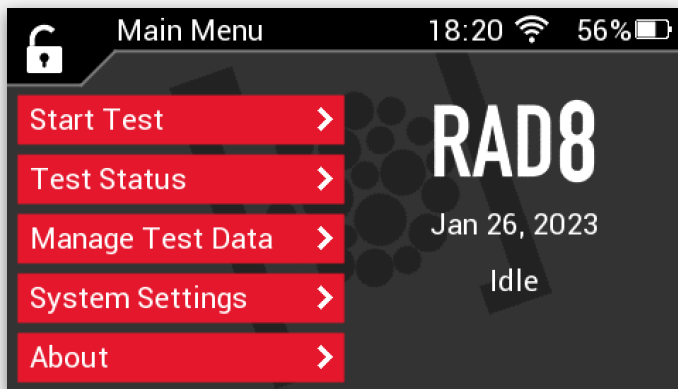 Main Menu 18:20 56%
Start Test
Test Status
Manage Test Data
System Settings
About
RAD8
Jan 26, 2023
Idle